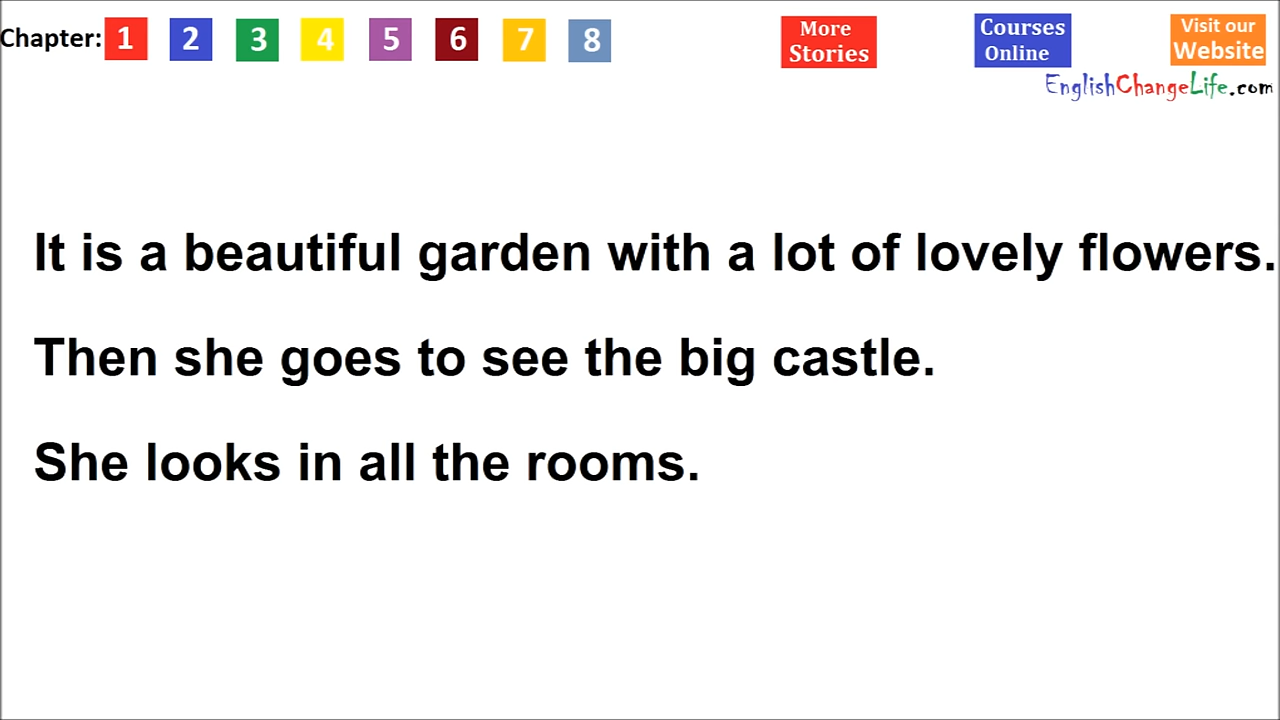 Chapter: 1 2 3 4 5 6 7 8
More
Stories
Courses
Online
Visit our
Website
EnglishChangeLife.com
It is a beautiful garden with a lot of lovely flowers.
Then she goes to see the big castle.
She looks in all the rooms.